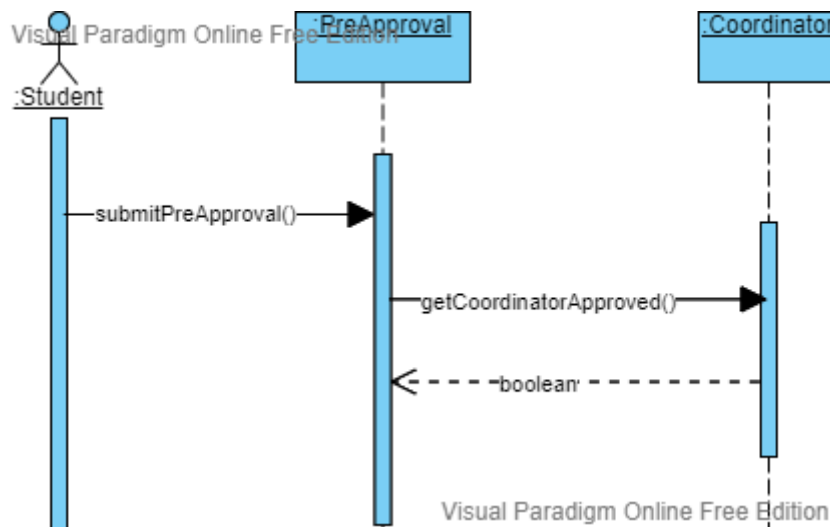 :PreApproval
:Coordinator
Visual Paradigm Online Free Edition
:Student
submitPreApproval()
getCoordinatorApproved()
boolean
Visual Paradigm Online Free Edition